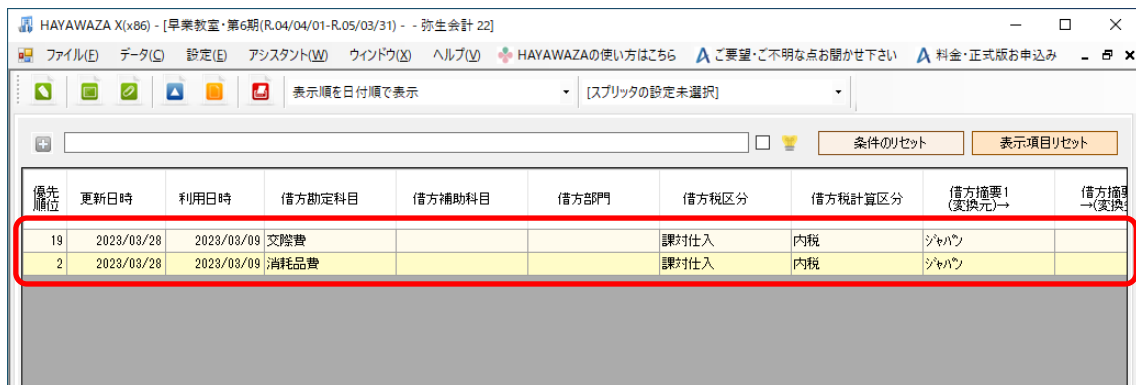 HAYAWAZA X(x86) - [早業教室・第6期(R.04/04/01-R.05/03/31) - - 弥生会計 22]
ファイル(F) データ(C) 設定(E) アシスタント(W) ウィンドウ(X) ヘルプ(V) HAYAWAZAの使い方はこちら ご要望・ご不明な点お聞かせ下さい 料金・正式版お申込み
表示順を日付順で表示 [スプリッタの設定未選択]
条件のリセット 表示項目リセット
優先順位 更新日時 利用日時 借方勘定科目 借方補助科目 借方部門 借方税区分 借方税計算区分 借方摘要1(変換元)→ 借方摘要→(変換
19 2023/03/28 2023/03/09 交際費 課対仕入 内税 ジャパン
2 2023/03/28 2023/03/09 消耗品費 課対仕入 内税 ジャパン